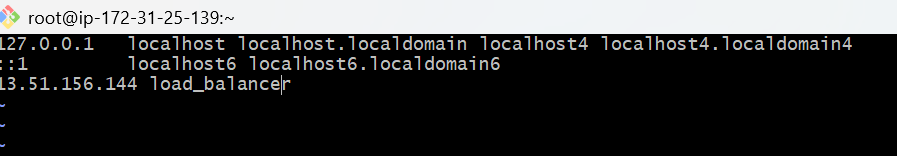 root@ip-172-31-25-139:~
127.0.0.1   localhost localhost.localdomain localhost4 localhost4.localdomain4
::1         localhost6 localhost6.localdomain6
13.51.156.144 load_balancer
~
~
~